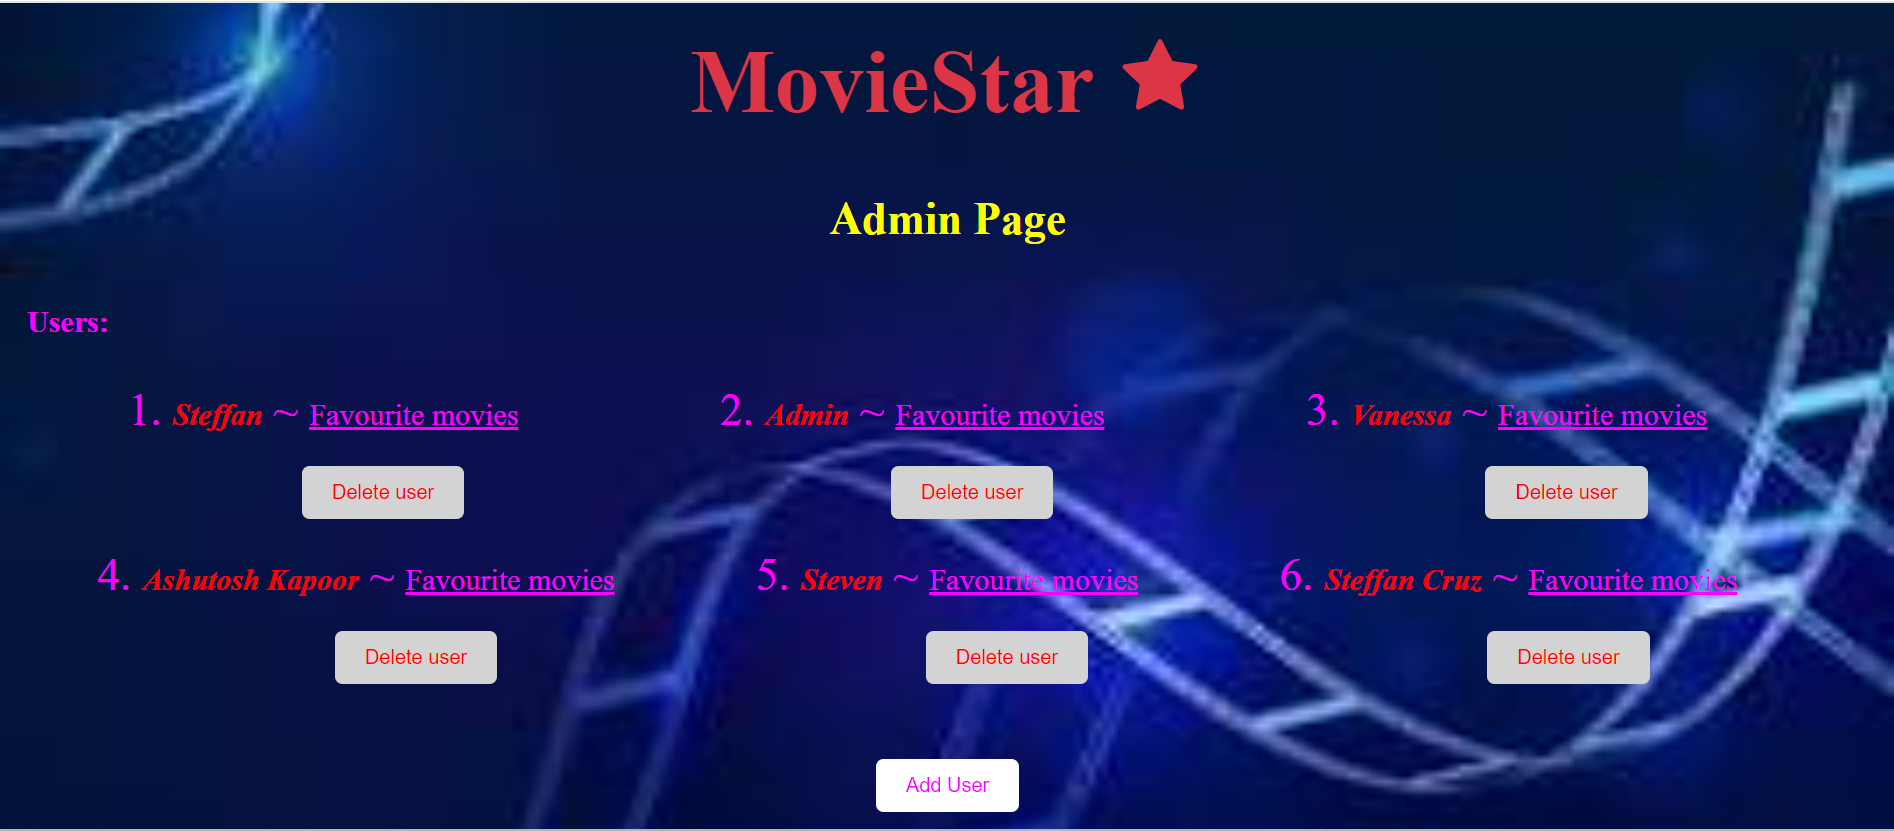 MovieStar
Admin Page
Users:
1. Steffan ~ Favourite movies
2. Admin ~ Favourite movies
3. Vanessa ~ Favourite movies
Delete user
Delete user
Delete user
4. Ashutosh Kapoor ~ Favourite movies
5. Steven ~ Favourite movies
6. Steffan Cruz ~ Favourite movies
Delete user
Delete user
Delete user
Add User